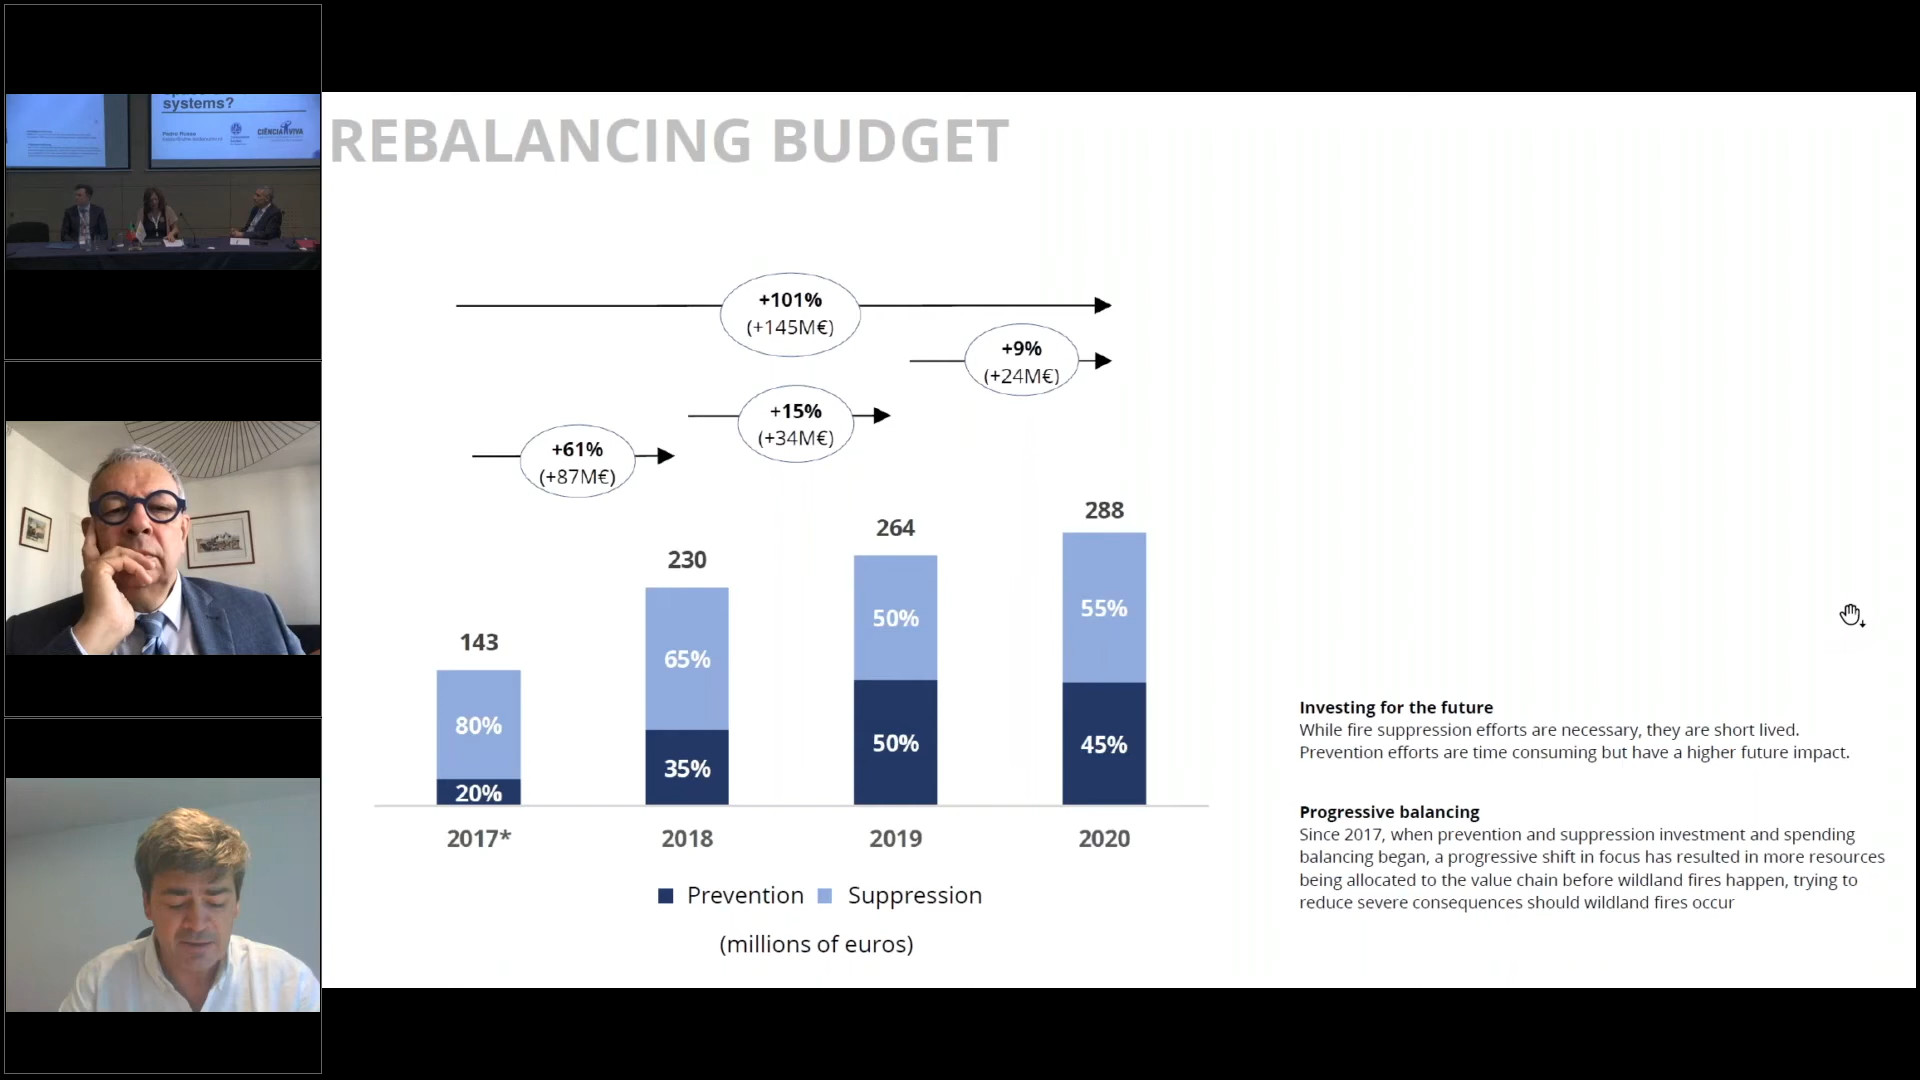 systems?
CIÊNCIA VIVA
REBALANCING BUDGET
+101%
(+145M€)
+9%
(+24M€)
+15%
(+34M€)
+61%
(+87M€)
143
230
264
288
80%
65%
50%
55%
20%
35%
50%
45%
2017*
2018
2019
2020
Prevention
Suppression
(millions of euros)
Investing for the future
While fire suppression efforts are necessary, they are short lived.
Prevention efforts are time consuming but have a higher future impact.
Progressive balancing
Since 2017, when prevention and suppression investment and spending
balancing began, a progressive shift in focus has resulted in more resources
being allocated to the value chain before wildland fires happen, trying to
reduce severe consequences should wildland fires occur